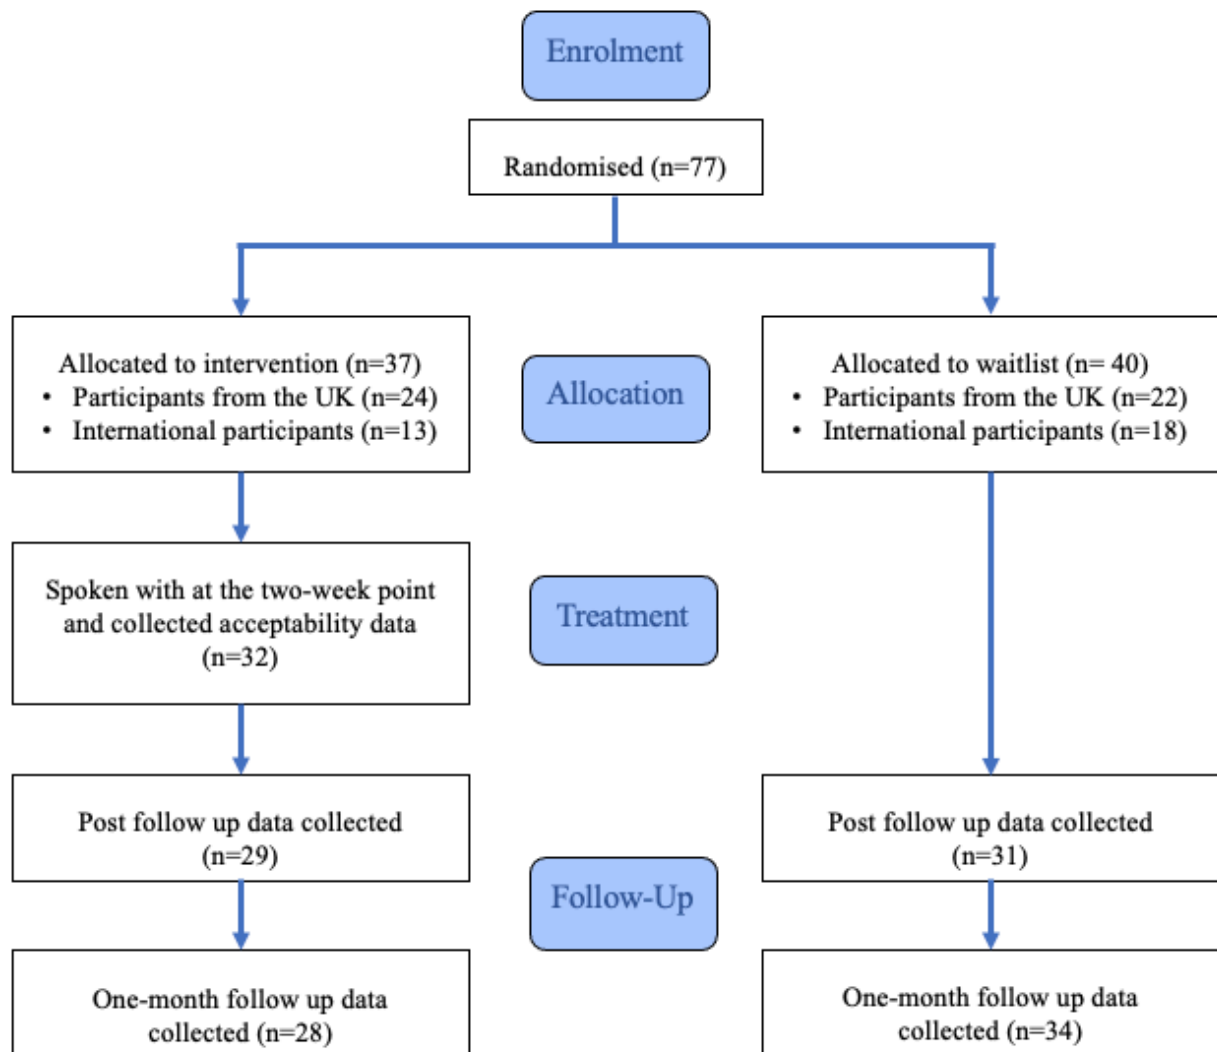 Enrolment
Randomised (n=77)
Allocated to intervention (n=37)
• Participants from the UK (n=24)
• International participants (n=13)
Allocation
Allocated to waitlist (n= 40)
• Participants from the UK (n=22)
• International participants (n=18)
Spoken with at the two-week point
and collected acceptability data
(n=32)
Treatment
Post follow up data collected
(n=29)
Post follow up data collected
(n=31)
Follow-Up
One-month follow up data
collected (n=28)
One-month follow up data
collected (n=34)